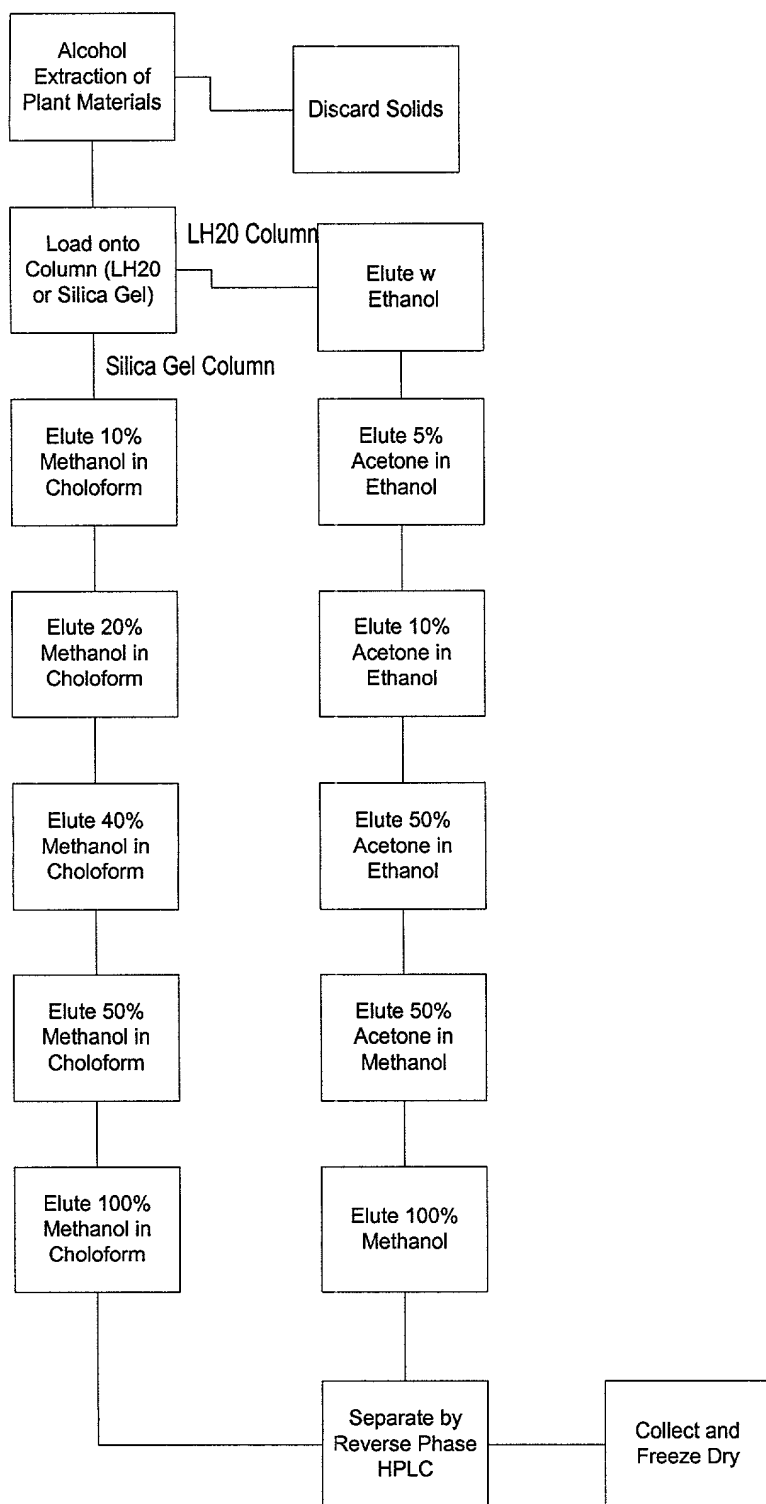 Alcohol
Extraction of
Plant Materials
Discard Solids
Load onto
Column (LH20
or Silica Gel)
LH20 Column
Elute w
Ethanol
Silica Gel Column
Elute 10%
Methanol in
Choloform
Elute 5%
Acetone in
Ethanol
Elute 20%
Methanol in
Choloform
Elute 10%
Acetone in
Ethanol
Elute 40%
Methanol in
Choloform
Elute 50%
Acetone in
Ethanol
Elute 50%
Methanol in
Choloform
Elute 50%
Acetone in
Methanol
Elute 100%
Methanol in
Choloform
Elute 100%
Methanol
Separate by
Reverse Phase
HPLC
Collect and
Freeze Dry